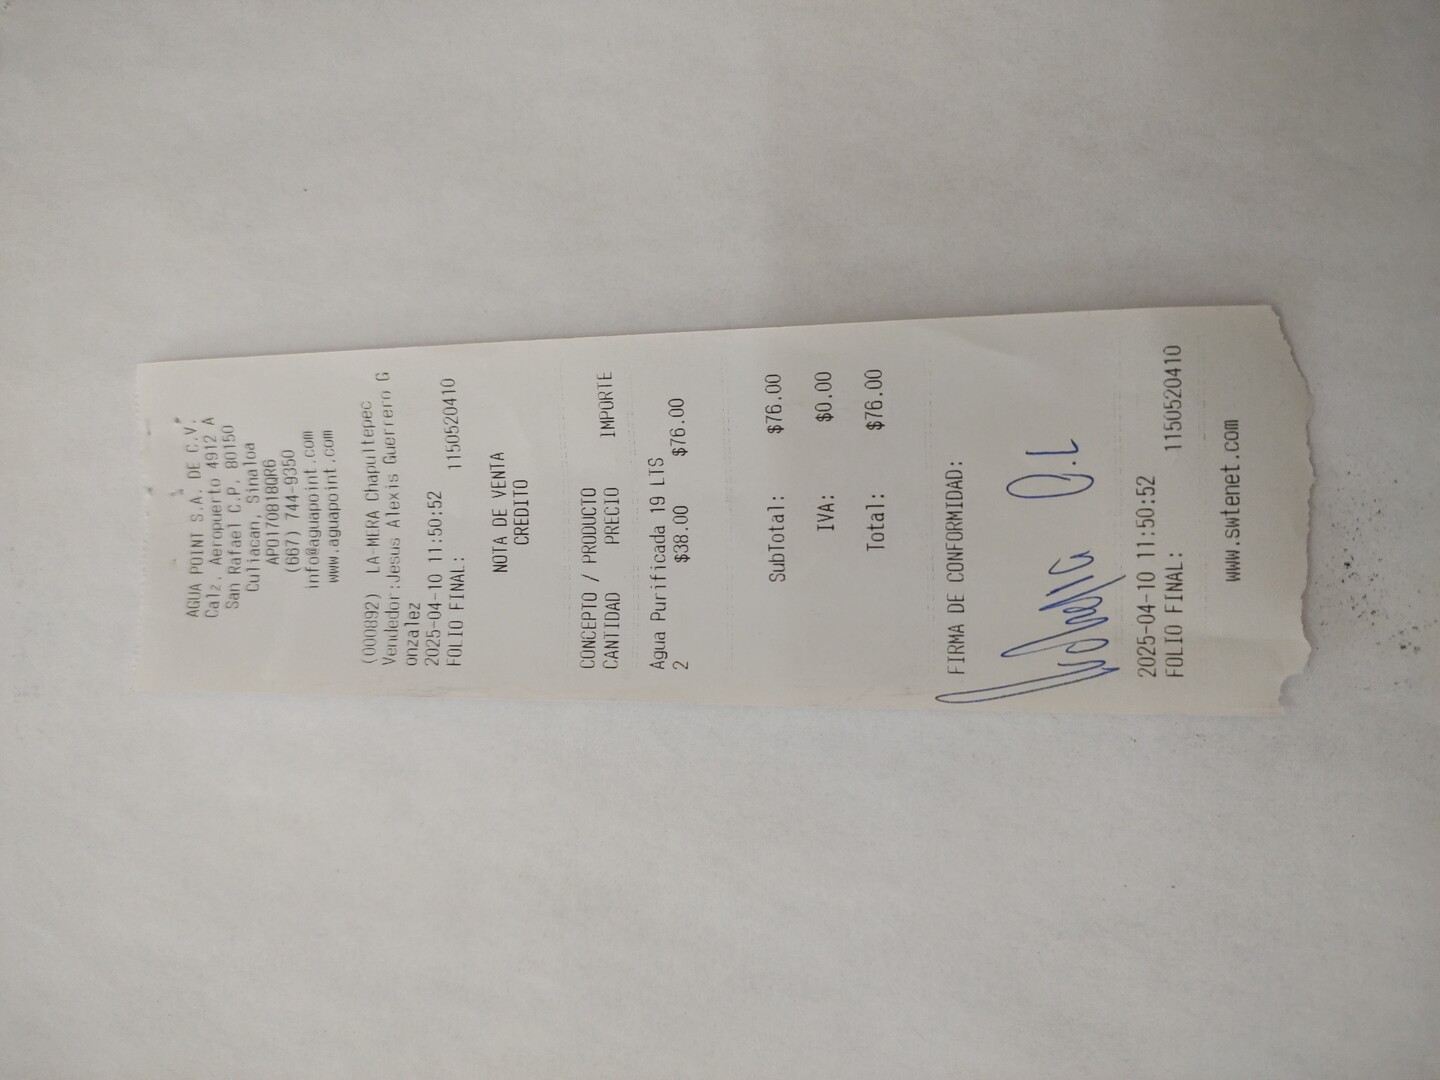 AGUA POINT S.A. DE C.V.
Calz. Aeropuerto 4912 A
San Rafael C.P. 80150
Culiacan, Sinaloa
APO170818QR6
(667) 744-9350
info@aguapoint.com
www.aguapoint.com
(000892) LA-MERA Chapultepec
Vendedor:Jesus Alexis Guerrero G
onzalez
2025-04-10 11:50:52
FOLIO FINAL: 1150520410
NOTA DE VENTA
CREDITO
CONCEPTO / PRODUCTO
CANTIDAD PRECIO IMPORTE
Agua Purificada 19 LTS
2 $38.00 $76.00
SubTotal: $76.00
IVA: $0.00
Total: $76.00
FIRMA DE CONFORMIDAD:
2025-04-10 11:50:52
FOLIO FINAL: 1150520410
www.swtenet.com